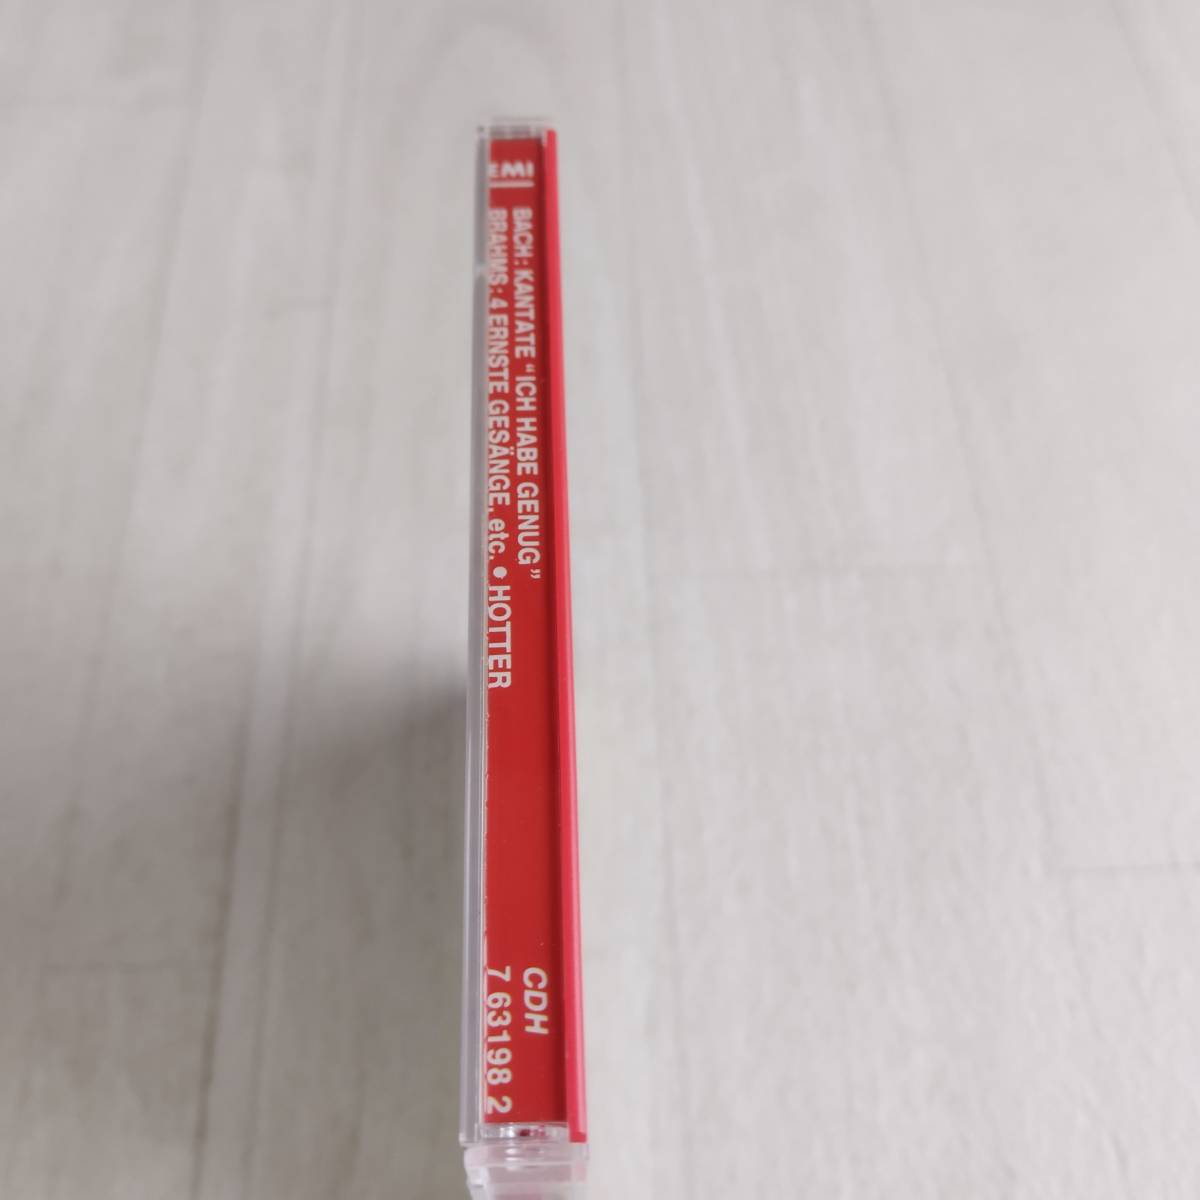 EMI
BACH: KANTATE “ICH HABE GENUG”
BRAHMS: 4 ERNSTE GESÄNGE, etc. • HOTTER
CDH
7 63198 2